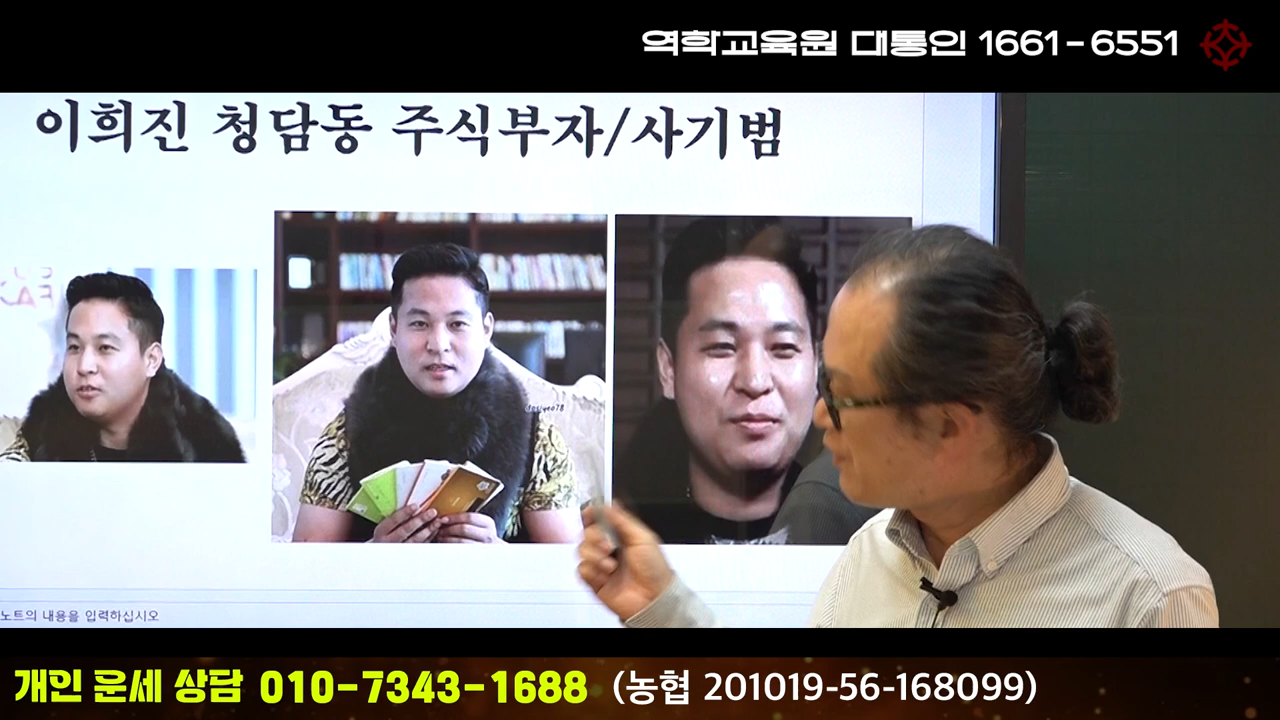 역학교육원 대통인 1661-6551
이희진 청담동 주식부자/사기범
노트의 내용을 입력하십시오
개인 운세 상담 010-7343-1688 (농협 201019-56-168099)